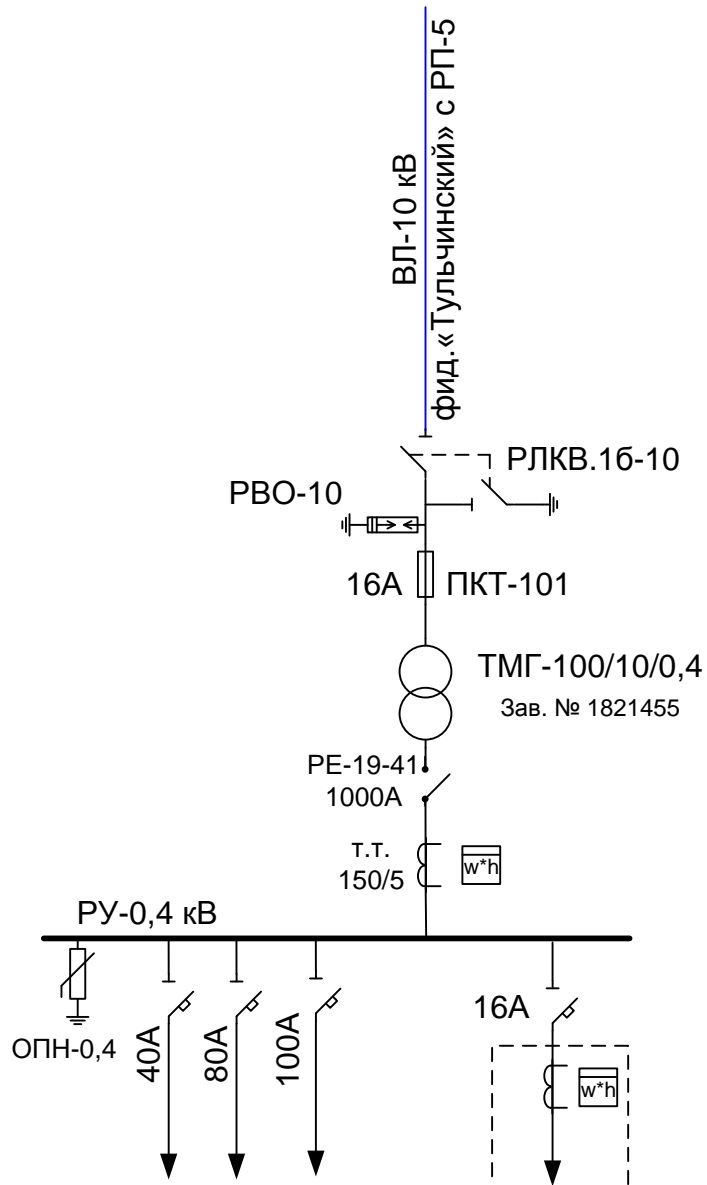 ВЛ-10 кВ
фид.«Тульчинский» с РП-5
РЛКВ.1б-10
РВО-10
16А
ПКТ-101
ТМГ-100/10/0,4
Зав. № 1821455
РЕ-19-41
1000А
т.т.
150/5
w*h
РУ-0,4 кВ
ОПН-0,4
40А
80А
100А
16А
w*h